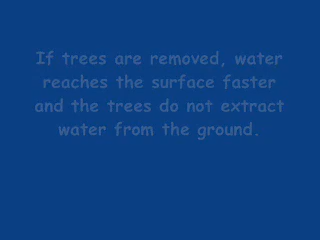 If trees are removed, water
reaches the surface faster
and the trees do not extract
water from the ground.